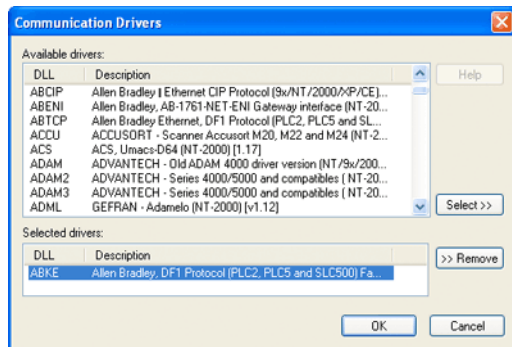 Communication Drivers
Available drivers:
DLL Description
ABCIP Allen Bradley | Ethernet CIP Protocol (9x/NT/2000/XP/CE)...
ABENI Allen Bradley, AB-1761-NET-ENI Gateway interface (NT-20...
ABTCP Allen Bradley Ethernet, DF1 Protocol (PLC2, PLC5 and SL...
ACCU ACCUSORT - Scanner Accusort M20, M22 and M24 (NT-2...
ACS ACS, Umacs-D64 (NT-2000) [1.17]
ADAM ADVANTECH - Old ADAM 4000 driver version (NT/9x/200...
ADAM2 ADVANTECH - Series 4000/5000 and compatibles ( NT-20...
ADAM3 ADVANTECH - Series 4000/5000 and compatibles ( NT-20...
ADML GEFRAN - Adamelo (NT-2000) [v1.12]
Help
Select >>
Selected drivers:
DLL Description
ABKE Allen Bradley, DF1 Protocol (PLC2, PLC5 and SLC500) Fa...
>> Remove
OK Cancel